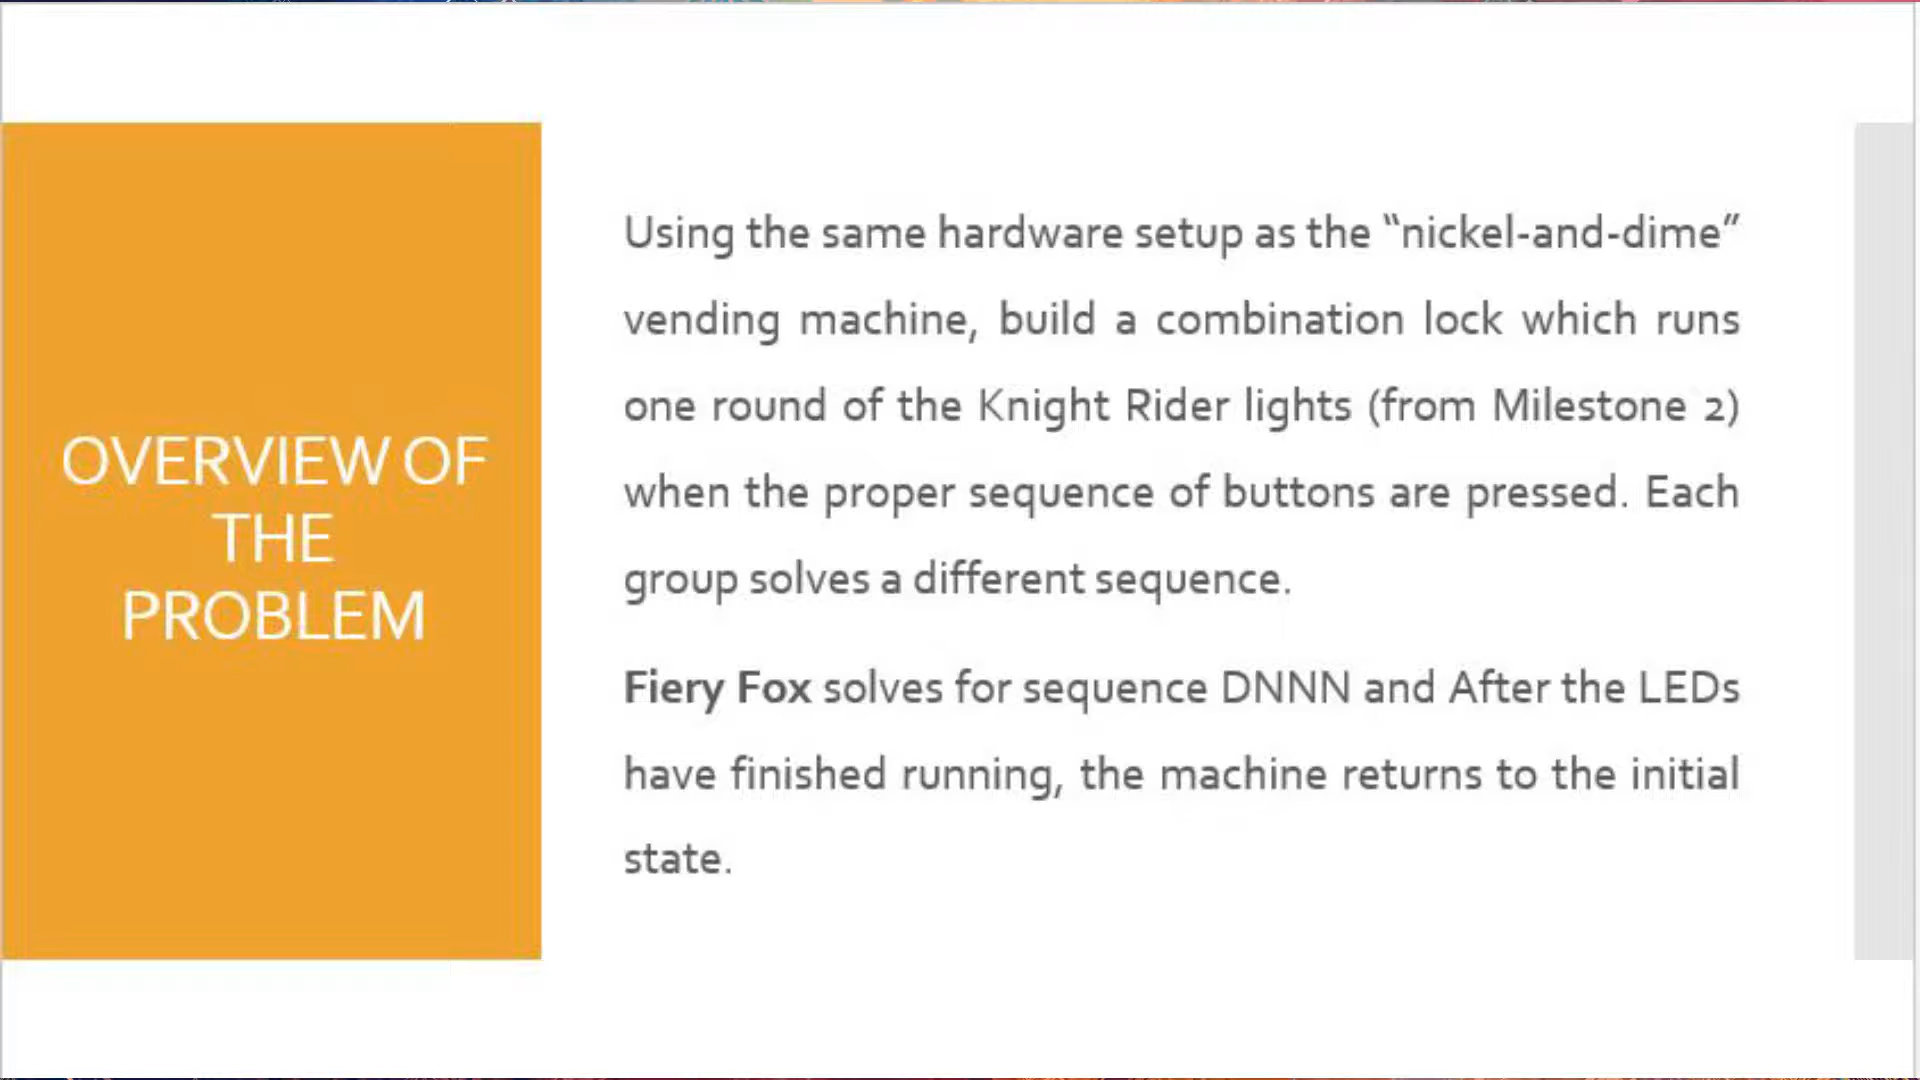 OVERVIEW OF
THE
PROBLEM
Using the same hardware setup as the “nickel-and-dime”
vending machine, build a combination lock which runs
one round of the Knight Rider lights (from Milestone 2)
when the proper sequence of buttons are pressed. Each
group solves a different sequence.
Fiery Fox solves for sequence DNNN and After the LEDs
have finished running, the machine returns to the initial
state.